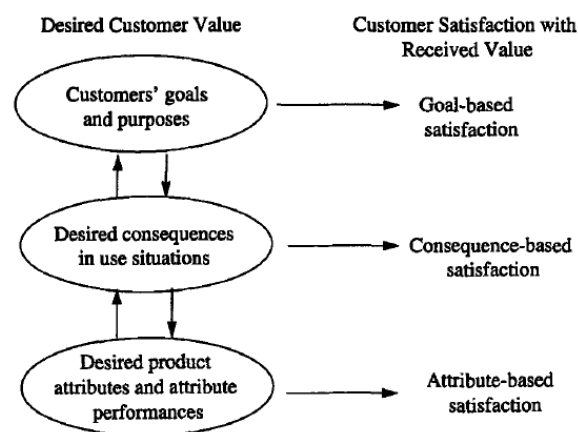 Desired Customer Value
Customer Satisfaction with
Received Value
Customers' goals
and purposes
Goal-based
satisfaction
Desired consequences
in use situations
Consequence-based
satisfaction
Desired product
attributes and attribute
performances
Attribute-based
satisfaction